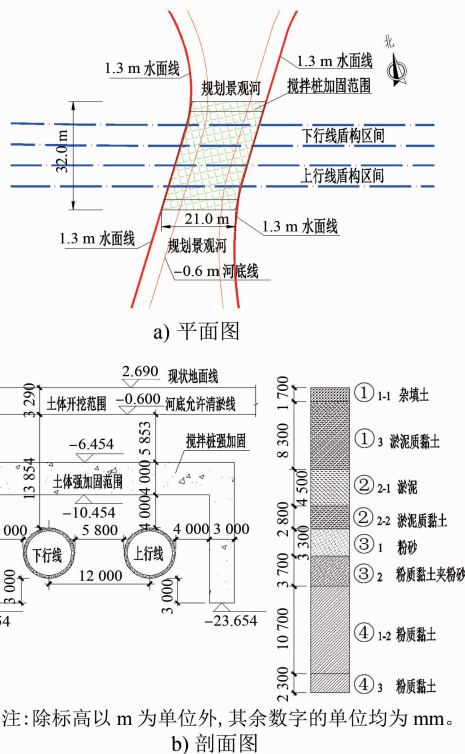 北
1.3 m 水面线
1.3 m 水面线
规划景观河
搅拌桩加固范围
32.0 m
下行线盾构区间
上行线盾构区间
21.0 m
1.3 m 水面线
1.3 m 水面线
规划景观河
-0.6 m 河底线
a) 平面图
2.690 现状地面线
3 290
土体开挖范围
-0.600 河底允许清淤线
-6.454
5 853
搅拌桩强加固
13 854
土体强加固范围
4 000
-10.454
4 000
000
5 800
4 000
3 000
下行线
上行线
12 000
3 000
3 000
54
-23.654
1 700
①1-1 杂填土
8 300
①3 淤泥质黏土
4 500
②2-1 淤泥
2 800
②2-2 淤泥质黏土
3 300
③1 粉砂
3 700
③2 粉质黏土夹粉砂
10 700
④1-2 粉质黏土
2 300
④3 粉质黏土
注:除标高以 m 为单位外,其余数字的单位均为 mm。
b) 剖面图